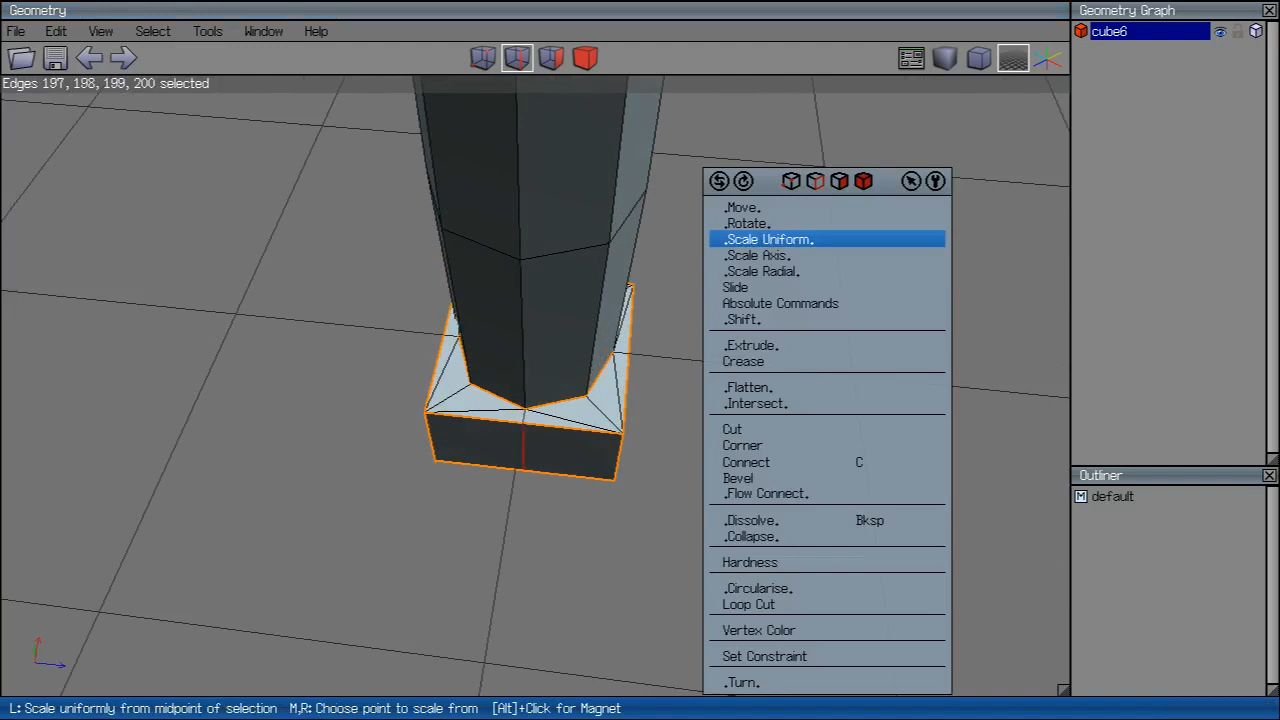 Geometry
Geometry Graph
File Edit View Select Tools Window Help
cube6
Edges 197, 198, 199, 200 selected
.Move.
.Rotate.
.Scale Uniform.
.Scale Axis.
.Scale Radial.
Slide
Absolute Commands
.Shift.
.Extrude.
Crease
.Flatten.
.Intersect.
Cut
Corner
Connect C
Bevel
.Flow Connect.
.Dissolve. Bksp
.Collapse.
Hardness
.Circularise.
Loop Cut
Vertex Color
Set Constraint
.Turn.
Outliner
M default
L: Scale uniformly from midpoint of selection M,R: Choose point to scale from [Alt]+Click for Magnet